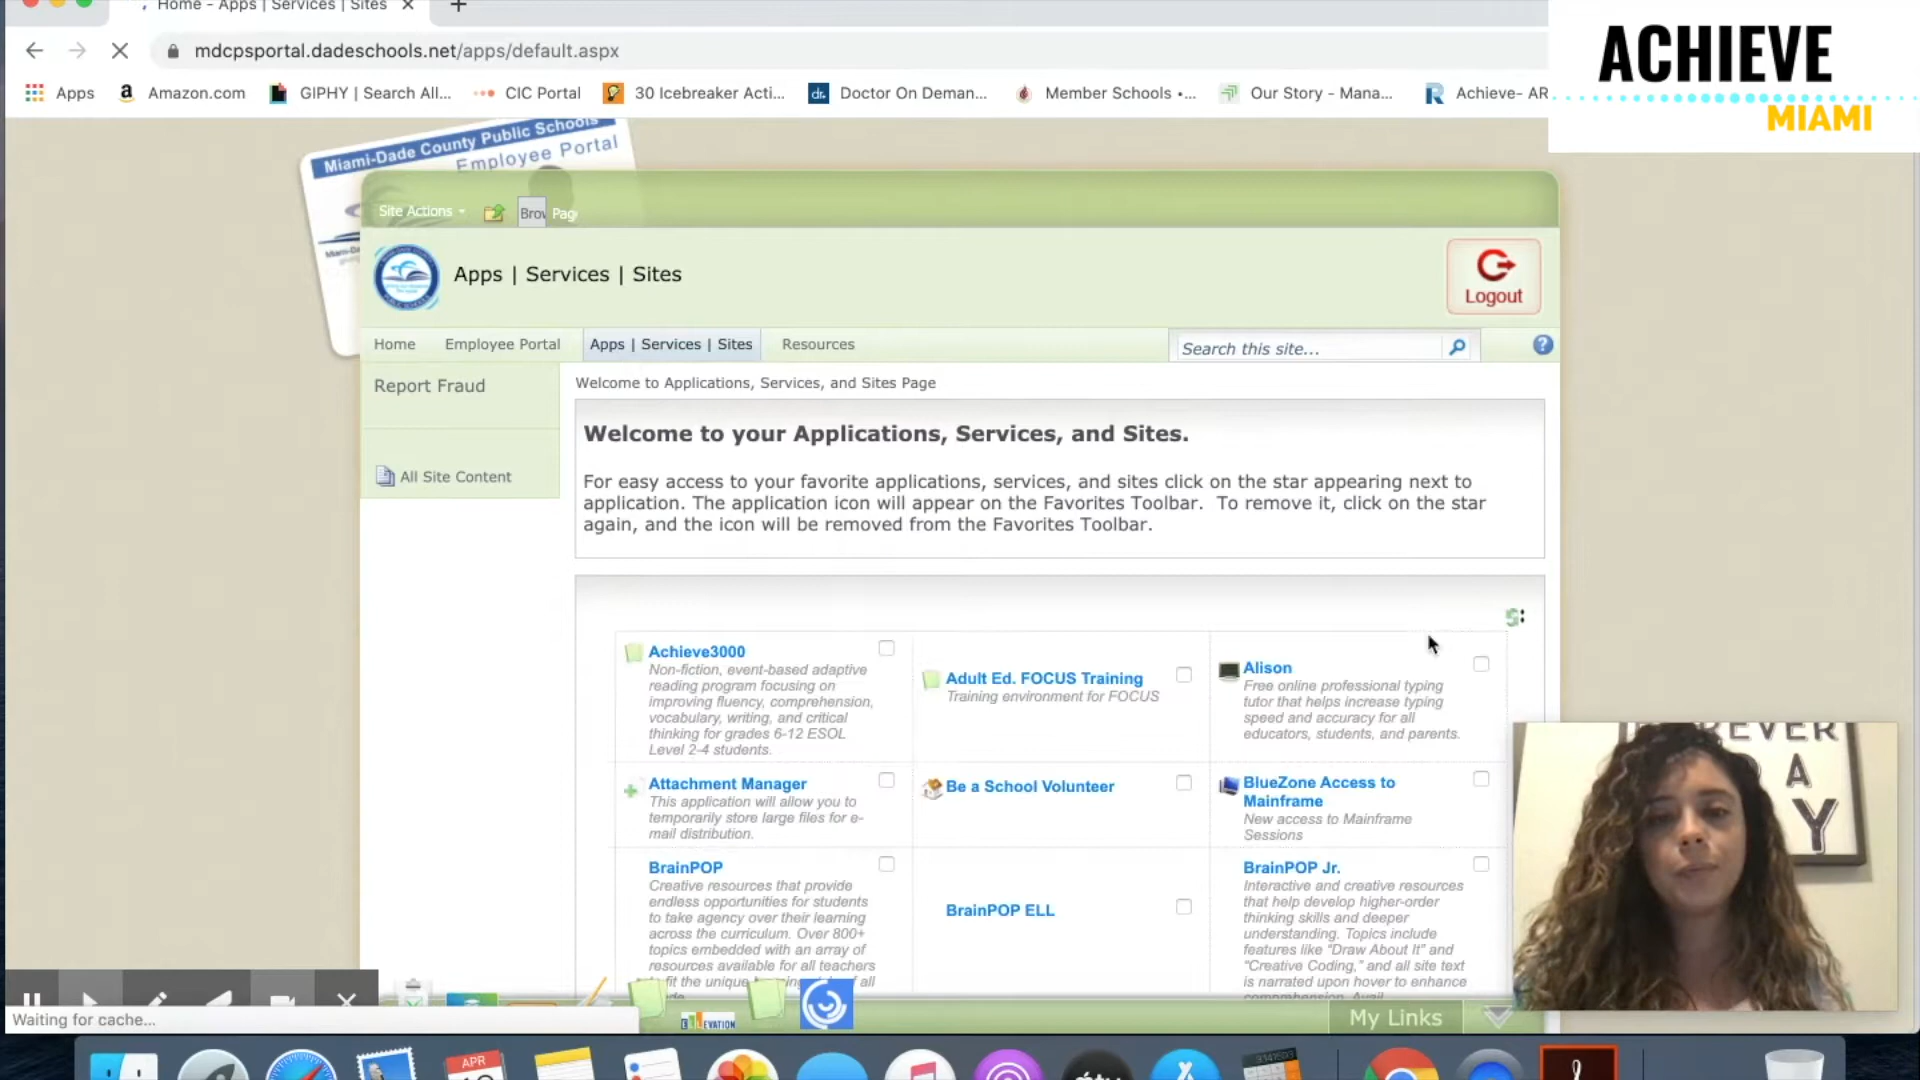 Home - Apps | Services | Sites
mdcpsportal.dadeschools.net/apps/default.aspx
Apps
Amazon.com
GIPHY | Search All...
CIC Portal
30 Icebreaker Acti...
Doctor On Deman...
Member Schools •...
Our Story - Mana...
Achieve- AR
ACHIEVE
MIAMI
Miami-Dade County Public Schools
Employee Portal
Site Actions
Brow
Page
Apps | Services | Sites
Logout
Home
Employee Portal
Apps | Services | Sites
Resources
Search this site...
Report Fraud
All Site Content
Welcome to Applications, Services, and Sites Page
Welcome to your Applications, Services, and Sites.
For easy access to your favorite applications, services, and sites click on the star appearing next to
application. The application icon will appear on the Favorites Toolbar. To remove it, click on the star
again, and the icon will be removed from the Favorites Toolbar.
Achieve3000
Non-fiction, event-based adaptive
reading program focusing on
improving fluency, comprehension,
vocabulary, writing, and critical
thinking for grades 6-12 ESOL
Level 2-4 students.
Adult Ed. FOCUS Training
Training environment for FOCUS
Alison
Free online professional typing
tutor that helps increase typing
speed and accuracy for all
educators, students, and parents.
Attachment Manager
This application will allow you to
temporarily store large files for e-
mail distribution.
Be a School Volunteer
BlueZone Access to
Mainframe
New access to Mainframe
Sessions
BrainPOP
Creative resources that provide
endless opportunities for students
to take agency over their learning
across the curriculum. Over 800+
topics embedded with an array of
resources available for all teachers
fit the unique
all
BrainPOP ELL
BrainPOP Jr.
Interactive and creative resources
that help develop higher-order
thinking skills and deeper
understanding. Topics include
features like "Draw About It" and
"Creative Coding," and all site text
is narrated upon hover to enhance
comprehension. Avail
EVER
A
Y
Waiting for cache...
ELLEVATION
My Links
APR